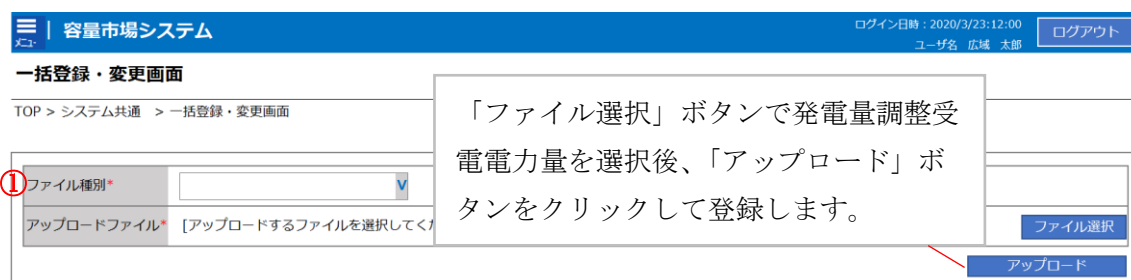 メニュー 容量市場システム
ログイン日時：2020/3/23:12:00
ユーザ名 広域 太郎
ログアウト
一括登録・変更画面
TOP > システム共通 > 一括登録・変更画面
「ファイル選択」ボタンで発電量調整受
電電力量を選択後、「アップロード」ボ
タンをクリックして登録します。
① ファイル種別* V
アップロードファイル* [アップロードするファイルを選択してく
ファイル選択
アップロード